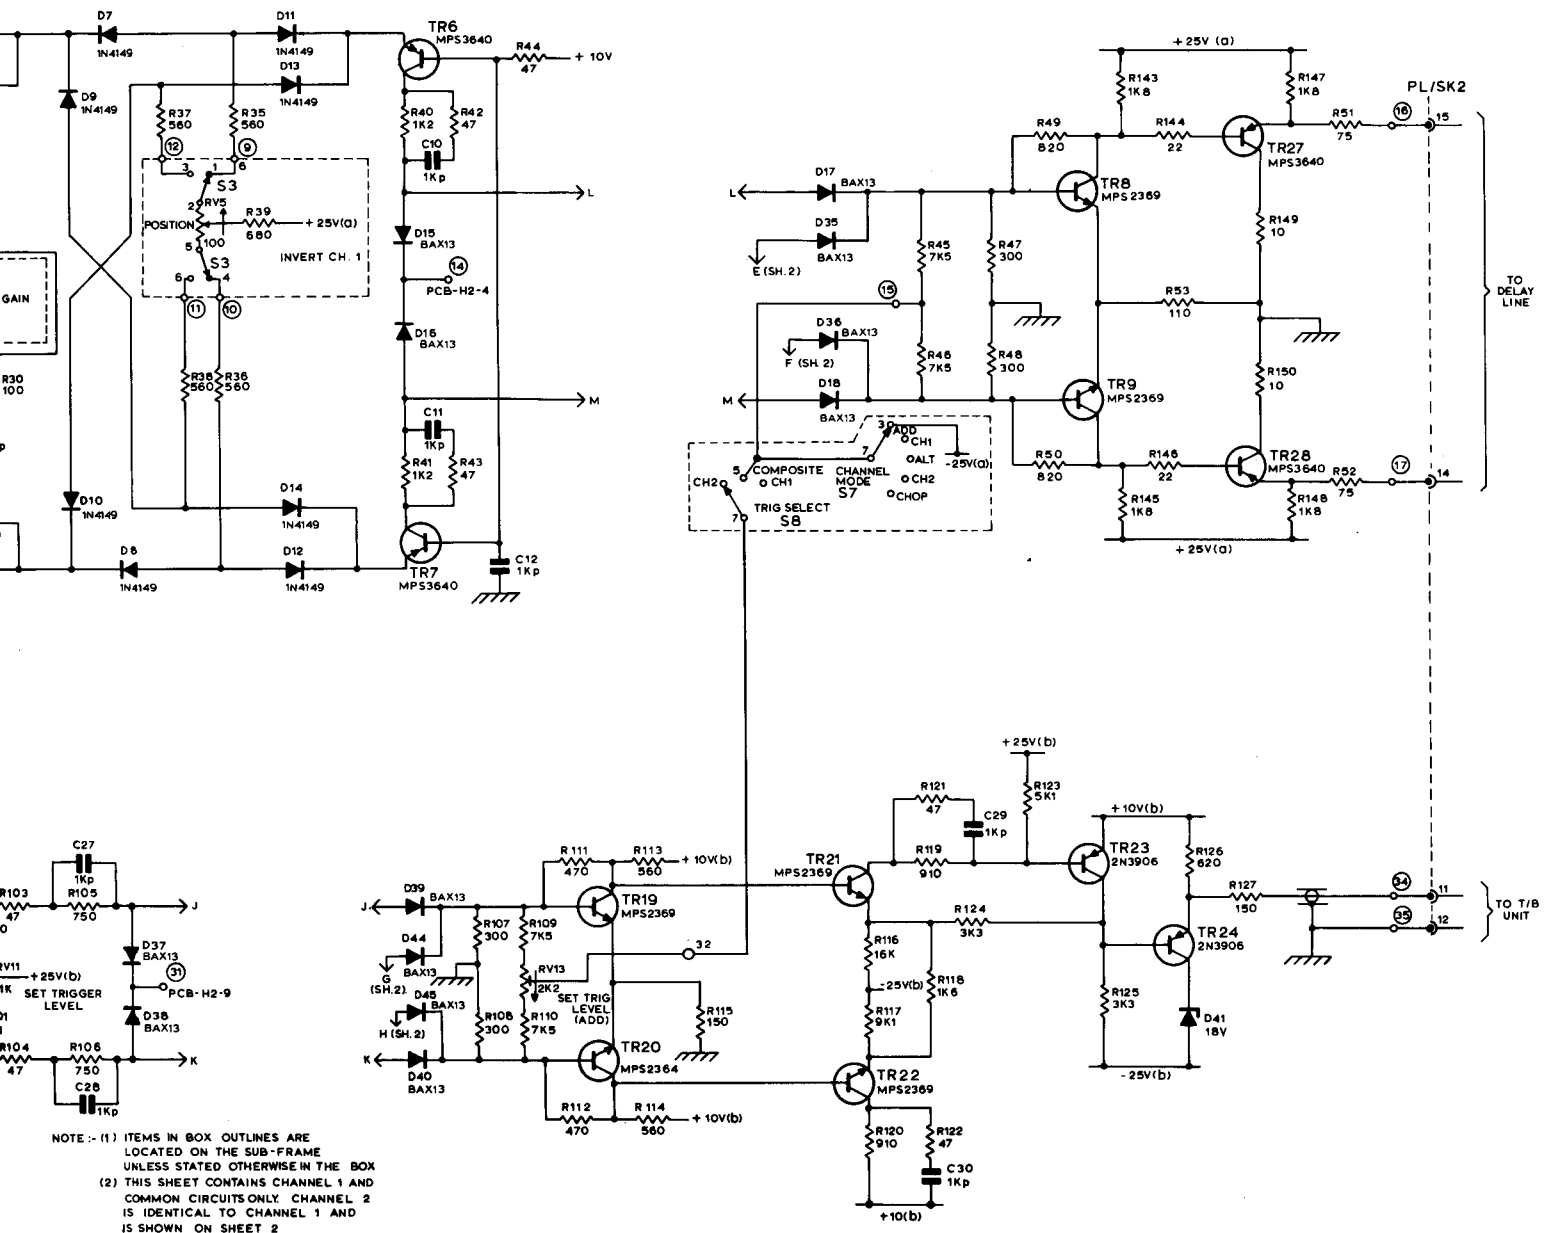 D7
1N4149
D11
1N4149
D13
1N4149
D9
1N4149
R37
560
R35
560
12
9
3
1
6
S3
2
RV5
POSITION
100
R39
680
+25V(a)
5
S3
6
4
INVERT CH. 1
11
10
GAIN
R30
100
R38
560
R36
560
D10
1N4149
D14
1N4149
D8
1N4149
D12
1N4149
TR6
MPS3640
R44
47
+ 10V
R40
1K2
R42
47
C10
1Kp
L
D15
BAX13
14
PCB-H2-4
D16
BAX13
M
C11
1Kp
R41
1K2
R43
47
TR7
MPS3640
C12
1Kp
+25V (a)
R143
1K8
R147
1K8
PL/SK2
R49
820
R144
22
R51
75
16
15
TR27
MPS3640
D17
BAX13
L
TR8
MPS2369
D35
BAX13
E (SH.2)
R45
7K5
R47
300
R149
10
15
R53
110
TO
DELAY
LINE
D36
BAX13
F (SH.2)
R46
7K5
R48
300
D18
BAX13
M
TR9
MPS2369
R150
10
3
ADD
CH1
ALT
-25V(a)
7
CHANNEL
MODE
S7
CH2
CHOP
5
COMPOSITE
CH1
CH2
7
TRIG SELECT
S8
R50
820
R146
22
TR28
MPS3640
R52
75
17
14
R145
1K8
R148
1K8
+25V(a)
C27
1Kp
R103
47
R105
750
J
D37
BAX13
31
PCB-H2-9
RV11
1K
+25V(b)
SET TRIGGER
LEVEL
D38
BAX13
R104
47
R106
750
K
C28
1Kp
R111
470
R113
560
+ 10V(b)
D39
BAX13
J
TR19
MPS2369
R107
300
R109
7K5
D44
BAX13
G
(SH.2)
32
RV13
2K2
SET TRIG
LEVEL
(ADD)
D45
BAX13
H (SH.2)
R108
300
R110
7K5
R115
150
K
D40
BAX13
TR20
MPS2364
R112
470
R114
560
+ 10V(b)
TR21
MPS2369
R121
47
C29
1Kp
R119
910
+25V(b)
R123
5K1
+10V(b)
TR23
2N3906
R126
620
R124
3K3
R116
16K
R118
1K6
-25V(b)
R117
9K1
TR22
MPS2369
R120
910
R122
47
C30
1Kp
+10(b)
R125
3K3
TR24
2N3906
D41
18V
-25V(b)
R127
150
34
11
35
12
TO T/B
UNIT
NOTE :- (1) ITEMS IN BOX OUTLINES ARE
LOCATED ON THE SUB-FRAME
UNLESS STATED OTHERWISE IN THE BOX
(2) THIS SHEET CONTAINS CHANNEL 1 AND
COMMON CIRCUITS ONLY. CHANNEL 2
IS IDENTICAL TO CHANNEL 1 AND
IS SHOWN ON SHEET 2